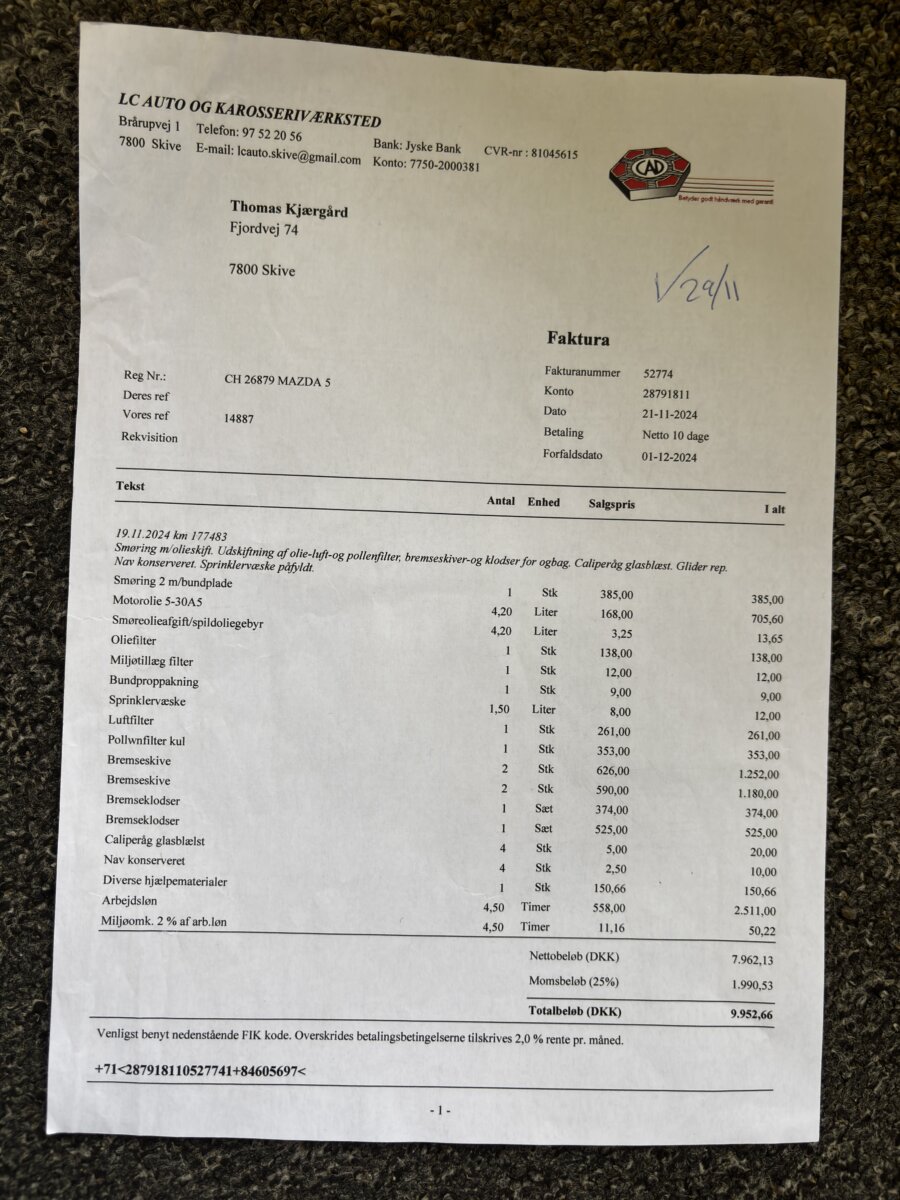 LC AUTO OG KAROSSERIVÆRKSTED
Brårupvej 1 Telefon: 97 52 20 56
7800 Skive E-mail: lcauto.skive@gmail.com
Bank: Jyske Bank CVR-nr : 81045615
Konto: 7750-2000381
CAD
Betyder godt håndværk med garanti
Thomas Kjærgård
Fjordvej 74
7800 Skive
√29/11
Faktura
Fakturanummer 52774
Konto 28791811
Dato 21-11-2024
Betaling Netto 10 dage
Forfaldsdato 01-12-2024
Reg Nr.: CH 26879 MAZDA 5
Deres ref
Vores ref 14887
Rekvisition
Tekst Antal Enhed Salgspris I alt
19.11.2024 km 177483
Smøring m/olieskift. Udskiftning af olie-luft-og pollenfilter, bremseskiver-og klodser for ogbag. Caliperåg glasblæst. Glider rep.
Nav konserveret. Sprinklervæske påfyldt.
Smøring 2 m/bundplade 1 Stk 385,00 385,00
Motorolie 5-30A5 4,20 Liter 168,00 705,60
Smøreolieafgift/spildoliegebyr 4,20 Liter 3,25 13,65
Oliefilter 1 Stk 138,00 138,00
Miljøtillæg filter 1 Stk 12,00 12,00
Bundproppakning 1 Stk 9,00 9,00
Sprinklervæske 1,50 Liter 8,00 12,00
Luftfilter 1 Stk 261,00 261,00
Pollwnfilter kul 1 Stk 353,00 353,00
Bremseskive 2 Stk 626,00 1.252,00
Bremseskive 2 Stk 590,00 1.180,00
Bremseklodser 1 Sæt 374,00 374,00
Bremseklodser 1 Sæt 525,00 525,00
Caliperåg glasblælst 4 Stk 5,00 20,00
Nav konserveret 4 Stk 2,50 10,00
Diverse hjælpematerialer 1 Stk 150,66 150,66
Arbejdsløn 4,50 Timer 558,00 2.511,00
Miljøomk. 2 % af arb.løn 4,50 Timer 11,16 50,22
Nettobeløb (DKK) 7.962,13
Momsbeløb (25%) 1.990,53
Totalbeløb (DKK) 9.952,66
Venligst benyt nedenstående FIK kode. Overskrides betalingsbetingelserne tilskrives 2,0 % rente pr. måned.
+71<287918110527741+84605697<
- 1 -